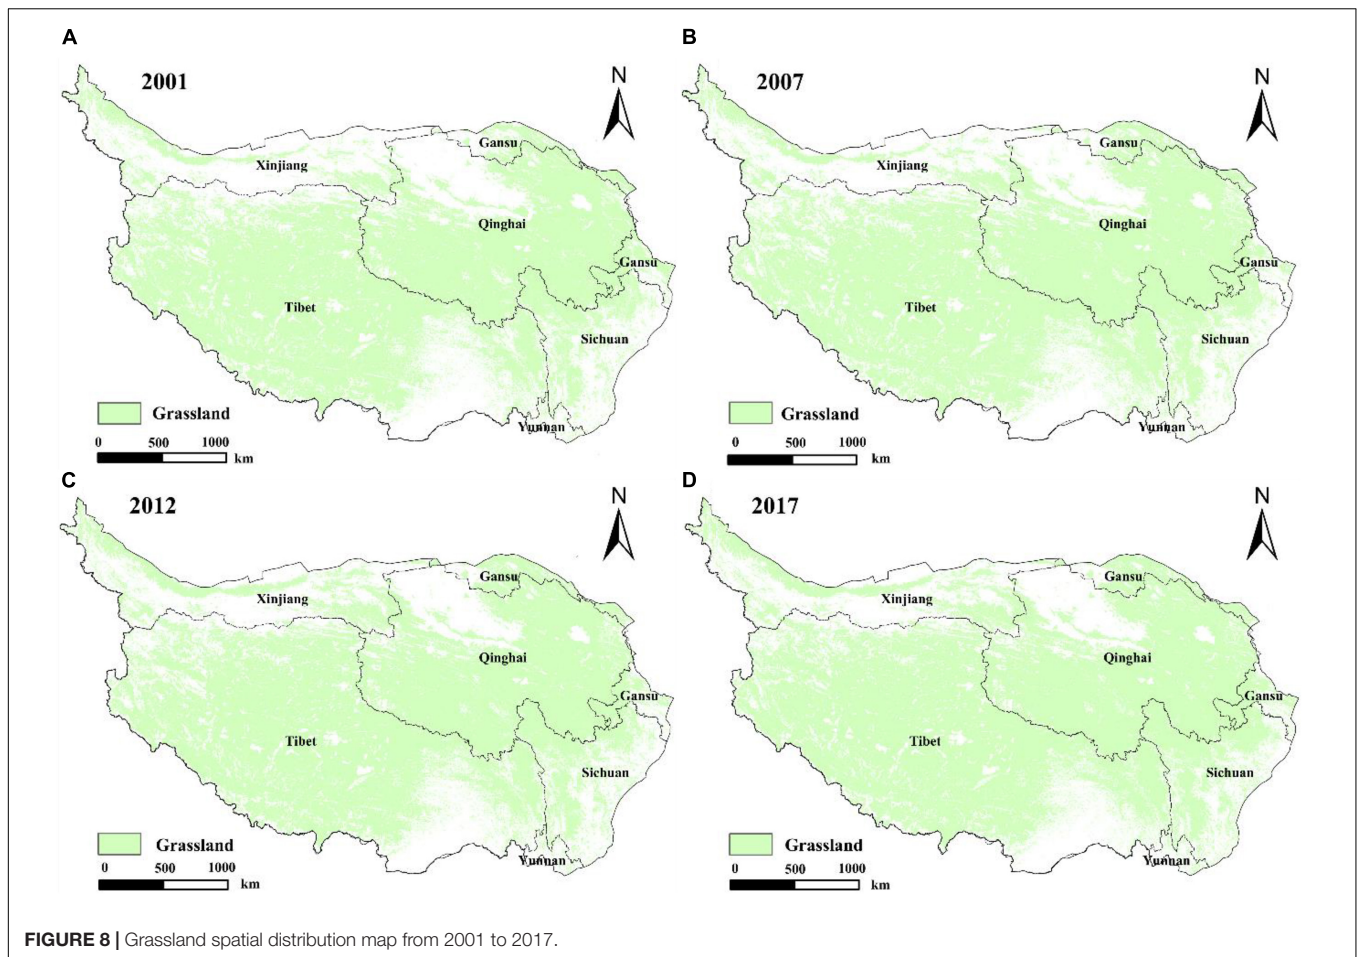 A
2001
N
Gansu
Xinjiang
Qinghai
Gansu
Tibet
Sichuan
Yunnan
Grassland
0 500 1000
km
B
2007
N
Gansu
Xinjiang
Qinghai
Gansu
Tibet
Sichuan
Yunnan
Grassland
0 500 1000
km
C
2012
N
Gansu
Xinjiang
Qinghai
Gansu
Tibet
Sichuan
Yunnan
Grassland
0 500 1000
km
D
2017
N
Gansu
Xinjiang
Qinghai
Gansu
Tibet
Sichuan
Yunnan
Grassland
0 500 1000
km
FIGURE 8 | Grassland spatial distribution map from 2001 to 2017.